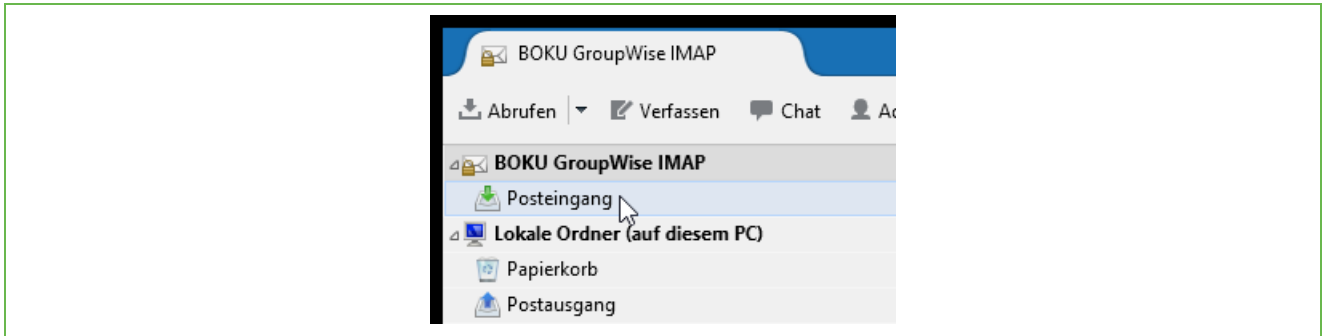 BOKU GroupWise IMAP
Abrufen Verfassen Chat
BOKU GroupWise IMAP
Posteingang
Lokale Ordner (auf diesem PC)
Papierkorb
Postausgang